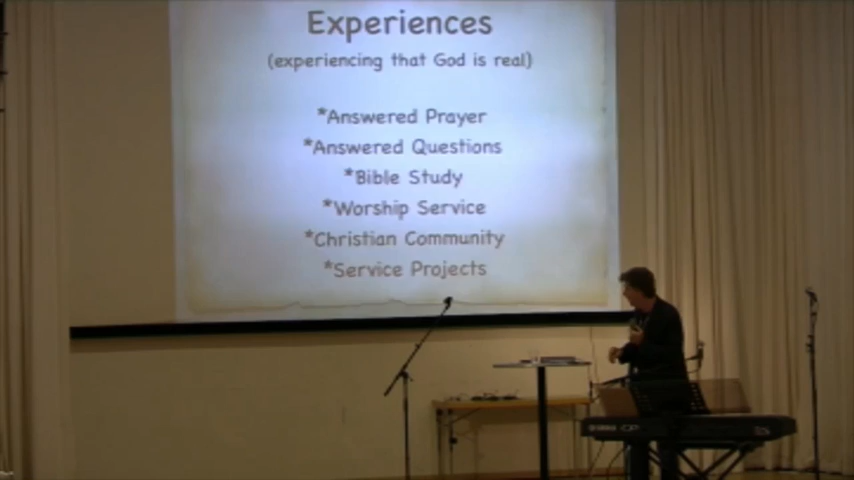 Experiences
(experiencing that God is real)
*Answered Prayer
*Answered Questions
*Bible Study
*Worship Service
*Christian Community
*Service Projects